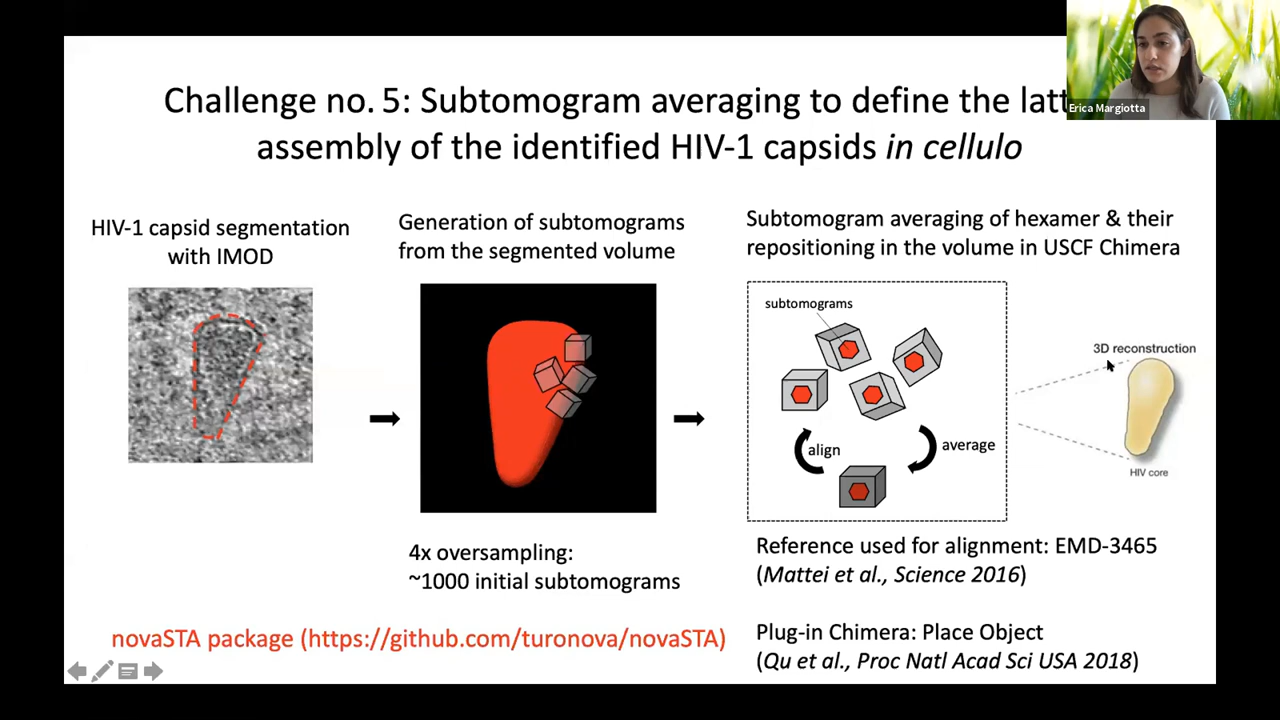 Challenge no. 5: Subtomogram averaging to define the latt
assembly of the identified HIV-1 capsids in cellulo
Erica Margiotta
HIV-1 capsid segmentation
with IMOD
Generation of subtomograms
from the segmented volume
Subtomogram averaging of hexamer & their
repositioning in the volume in USCF Chimera
subtomograms
align
average
3D reconstruction
HIV core
4x oversampling:
~1000 initial subtomograms
Reference used for alignment: EMD-3465
(Mattei et al., Science 2016)
novaSTA package (https://github.com/turonova/novaSTA)
Plug-in Chimera: Place Object
(Qu et al., Proc Natl Acad Sci USA 2018)